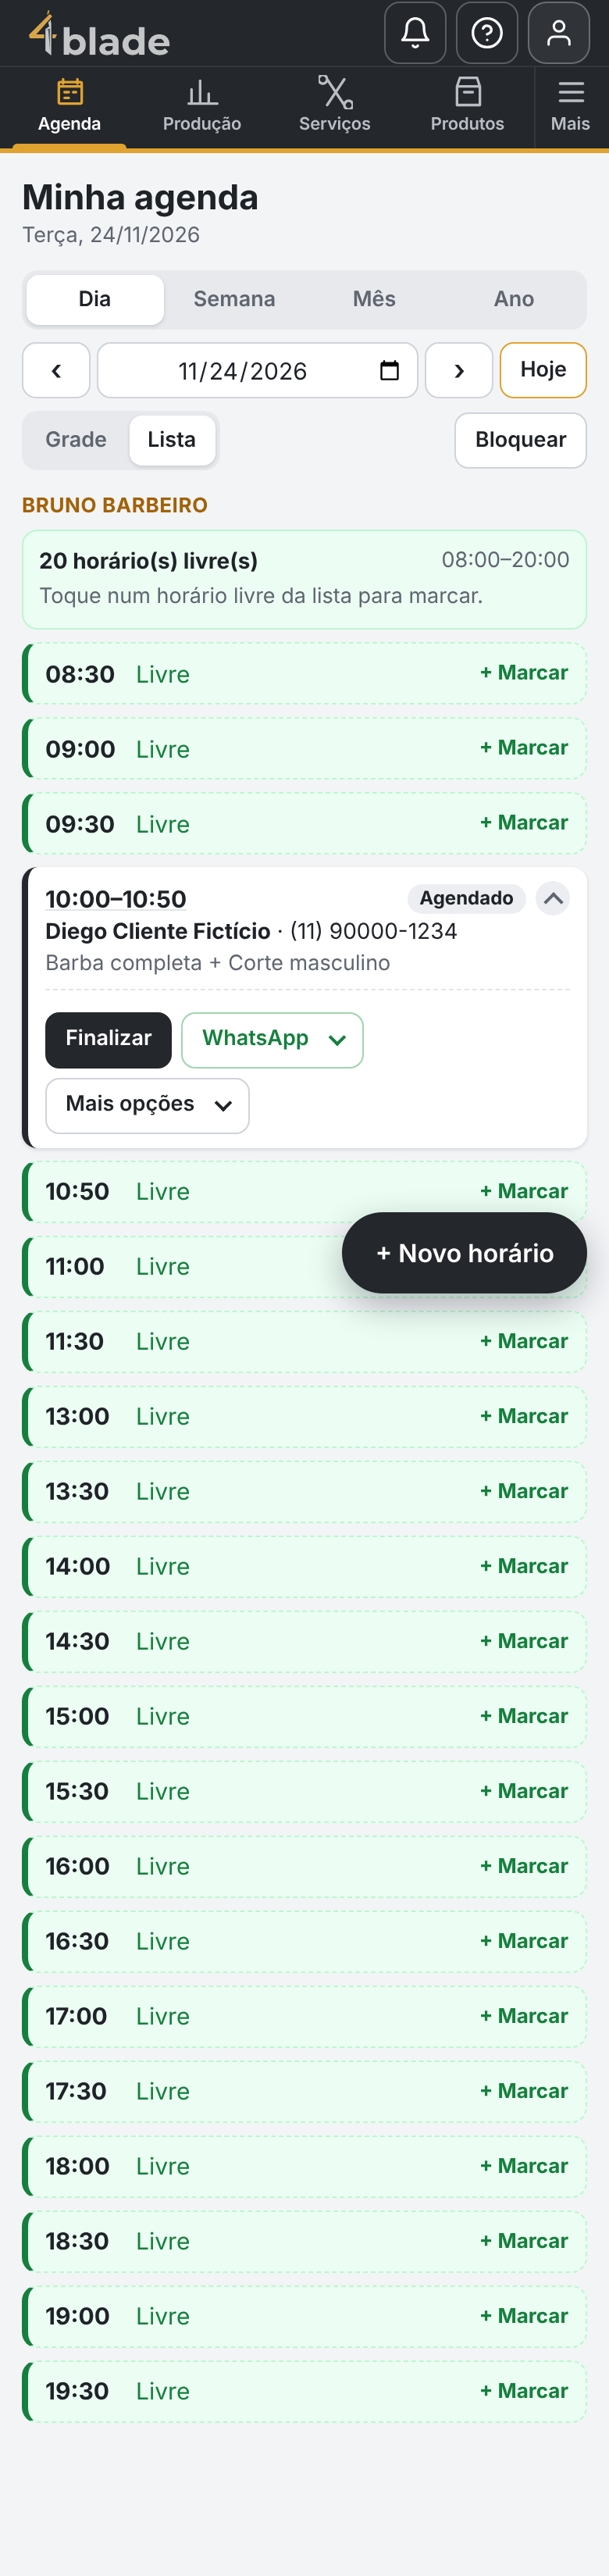 4blade
Agenda
Produção
Serviços
Produtos
Mais
Minha agenda
Terça, 24/11/2026
Dia
Semana
Mês
Ano
‹
11/24/2026
›
Hoje
Grade
Lista
Bloquear
BRUNO BARBEIRO
20 horário(s) livre(s) 08:00–20:00
Toque num horário livre da lista para marcar.
08:30 Livre + Marcar
09:00 Livre + Marcar
09:30 Livre + Marcar
10:00–10:50 Agendado
Diego Cliente Fictício · (11) 90000-1234
Barba completa + Corte masculino
Finalizar
WhatsApp
Mais opções
10:50 Livre + Marcar
11:00 Livre
+ Novo horário
11:30 Livre + Marcar
13:00 Livre + Marcar
13:30 Livre + Marcar
14:00 Livre + Marcar
14:30 Livre + Marcar
15:00 Livre + Marcar
15:30 Livre + Marcar
16:00 Livre + Marcar
16:30 Livre + Marcar
17:00 Livre + Marcar
17:30 Livre + Marcar
18:00 Livre + Marcar
18:30 Livre + Marcar
19:00 Livre + Marcar
19:30 Livre + Marcar